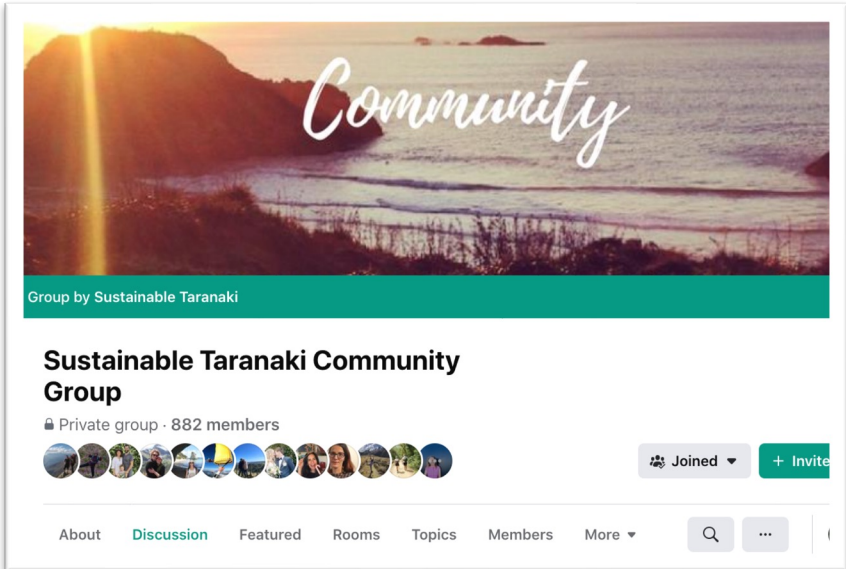 Community
Group by Sustainable Taranaki
Sustainable Taranaki Community
Group
Private group · 882 members
Joined
+ Invite
About Discussion Featured Rooms Topics Members More